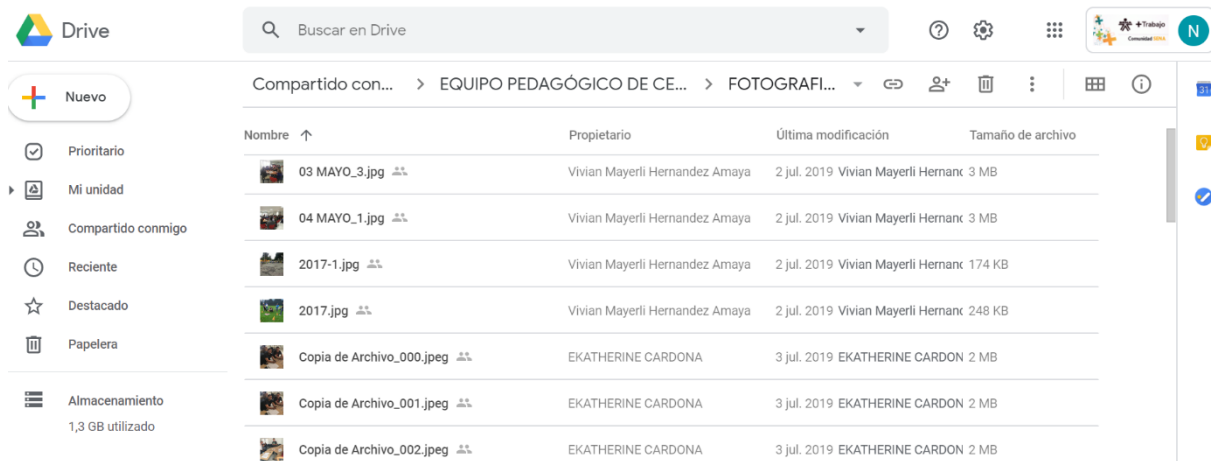 Drive
Buscar en Drive
+Trabajo
Comunidad SENA
N
Nuevo
Compartido con... > EQUIPO PEDAGÓGICO DE CE... > FOTOGRAFI...
31
Nombre Propietario Última modificación Tamaño de archivo
Prioritario
Mi unidad
Compartido conmigo
Reciente
Destacado
Papelera
Almacenamiento
1,3 GB utilizado
03 MAYO_3.jpg Vivian Mayerli Hernandez Amaya 2 jul. 2019 Vivian Mayerli Hernanc 3 MB
04 MAYO_1.jpg Vivian Mayerli Hernandez Amaya 2 jul. 2019 Vivian Mayerli Hernanc 3 MB
2017-1.jpg Vivian Mayerli Hernandez Amaya 2 jul. 2019 Vivian Mayerli Hernanc 174 KB
2017.jpg Vivian Mayerli Hernandez Amaya 2 jul. 2019 Vivian Mayerli Hernanc 248 KB
Copia de Archivo_000.jpeg EKATHERINE CARDONA 3 jul. 2019 EKATHERINE CARDON 2 MB
Copia de Archivo_001.jpeg EKATHERINE CARDONA 3 jul. 2019 EKATHERINE CARDON 2 MB
Copia de Archivo_002.jpeg EKATHERINE CARDONA 3 jul. 2019 EKATHERINE CARDON 2 MB